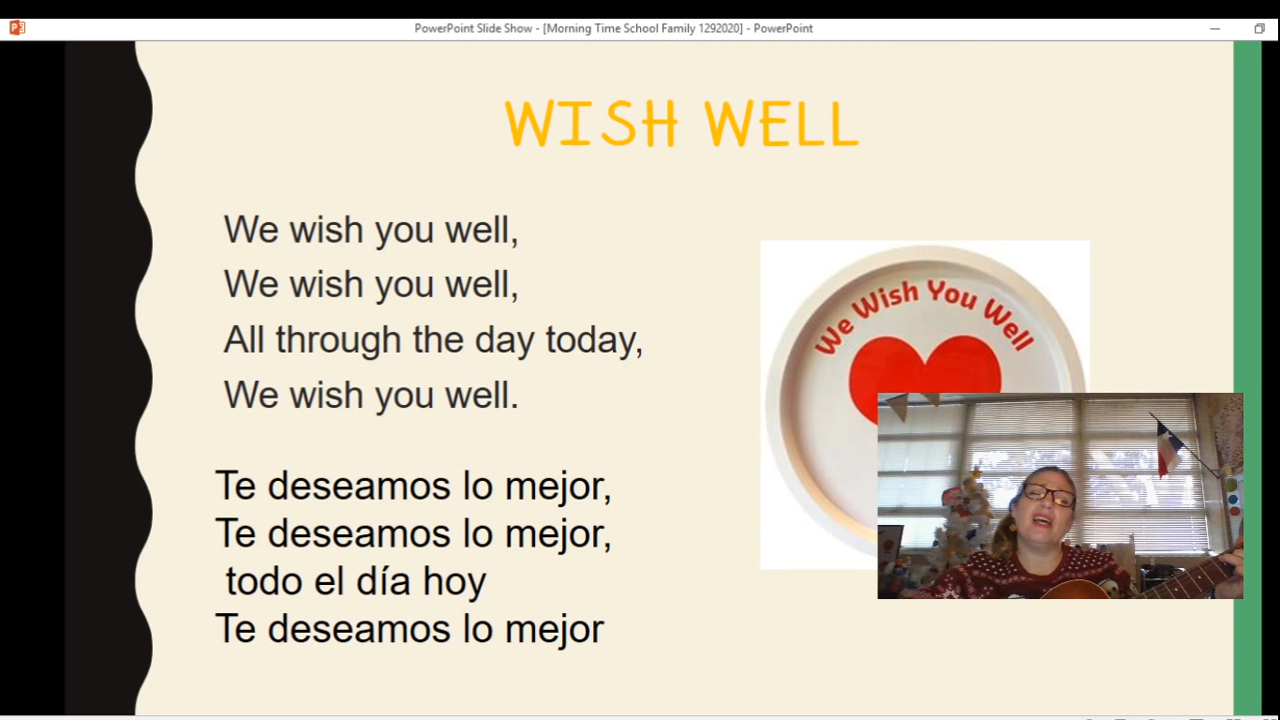 PowerPoint Slide Show - [Morning Time School Family 1292020] - PowerPoint
WISH WELL
We wish you well,
We wish you well,
All through the day today,
We wish you well.
Te deseamos lo mejor,
Te deseamos lo mejor,
todo el día hoy
Te deseamos lo mejor
We Wish You Well